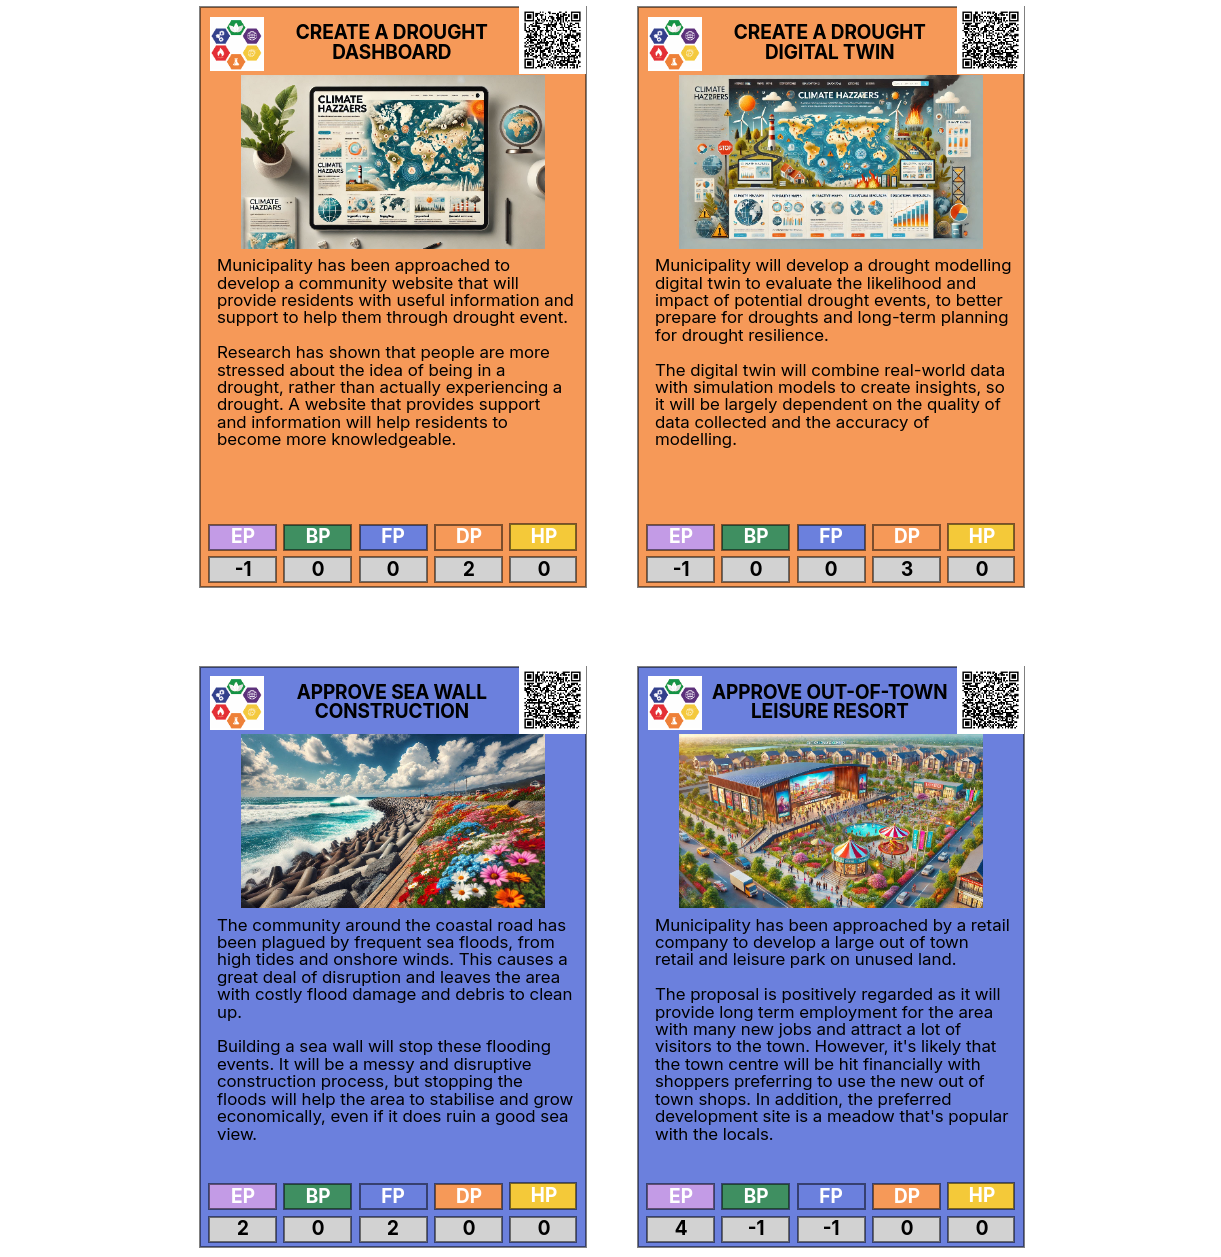 CREATE A DROUGHT
DASHBOARD
CLIMATE
HAZZAERS
CLIMATE
HAZDARS
CLIMATE
HAZDARS
Municipality has been approached to
develop a community website that will
provide residents with useful information and
support to help them through drought event.
Research has shown that people are more
stressed about the idea of being in a
drought, rather than actually experiencing a
drought. A website that provides support
and information will help residents to
become more knowledgeable.
EP BP FP DP HP
-1 0 0 2 0
CREATE A DROUGHT
DIGITAL TWIN
CLIMATE
CLIMATE HAZZAERS
STOP
Municipality will develop a drought modelling
digital twin to evaluate the likelihood and
impact of potential drought events, to better
prepare for droughts and long-term planning
for drought resilience.
The digital twin will combine real-world data
with simulation models to create insights, so
it will be largely dependent on the quality of
data collected and the accuracy of
modelling.
EP BP FP DP HP
-1 0 0 3 0
APPROVE SEA WALL
CONSTRUCTION
The community around the coastal road has
been plagued by frequent sea floods, from
high tides and onshore winds. This causes a
great deal of disruption and leaves the area
with costly flood damage and debris to clean
up.
Building a sea wall will stop these flooding
events. It will be a messy and disruptive
construction process, but stopping the
floods will help the area to stabilise and grow
economically, even if it does ruin a good sea
view.
EP BP FP DP HP
2 0 2 0 0
APPROVE OUT-OF-TOWN
LEISURE RESORT
Municipality has been approached by a retail
company to develop a large out of town
retail and leisure park on unused land.
The proposal is positively regarded as it will
provide long term employment for the area
with many new jobs and attract a lot of
visitors to the town. However, it's likely that
the town centre will be hit financially with
shoppers preferring to use the new out of
town shops. In addition, the preferred
development site is a meadow that's popular
with the locals.
EP BP FP DP HP
4 -1 -1 0 0